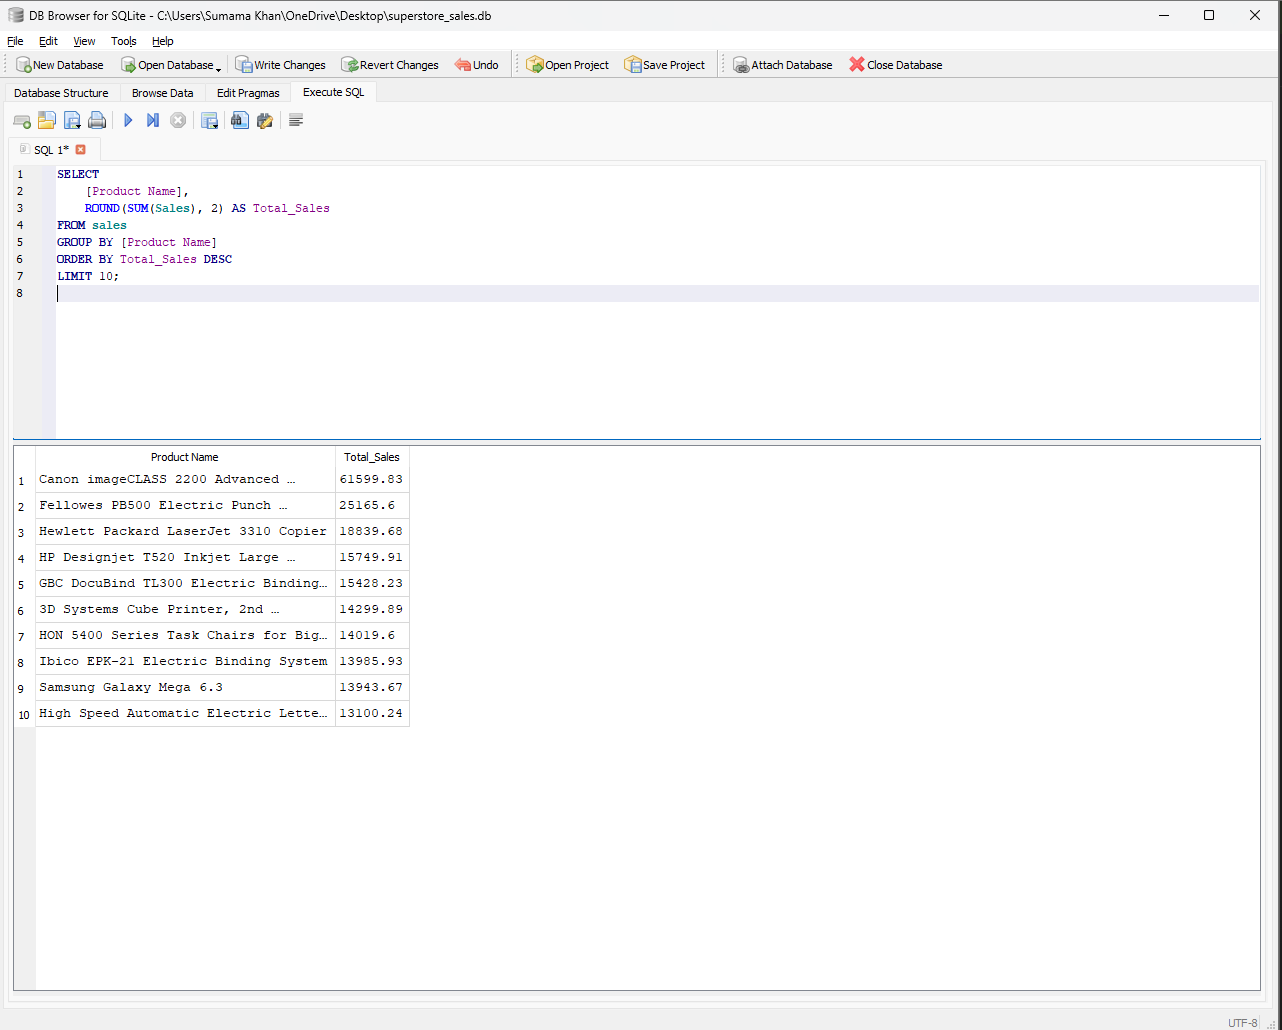 DB Browser for SQLite - C:\Users\Sumama Khan\OneDrive\Desktop\superstore_sales.db
File Edit View Tools Help
New Database Open Database Write Changes Revert Changes Undo Open Project Save Project Attach Database Close Database
Database Structure Browse Data Edit Pragmas Execute SQL
SQL 1*
1 SELECT
2 [Product Name],
3 ROUND(SUM(Sales), 2) AS Total_Sales
4 FROM sales
5 GROUP BY [Product Name]
6 ORDER BY Total_Sales DESC
7 LIMIT 10;
8
Product Name Total_Sales
1 Canon imageCLASS 2200 Advanced … 61599.83
2 Fellowes PB500 Electric Punch … 25165.6
3 Hewlett Packard LaserJet 3310 Copier 18839.68
4 HP Designjet T520 Inkjet Large … 15749.91
5 GBC DocuBind TL300 Electric Binding… 15428.23
6 3D Systems Cube Printer, 2nd … 14299.89
7 HON 5400 Series Task Chairs for Big… 14019.6
8 Ibico EPK-21 Electric Binding System 13985.93
9 Samsung Galaxy Mega 6.3 13943.67
10 High Speed Automatic Electric Lette… 13100.24
UTF-8